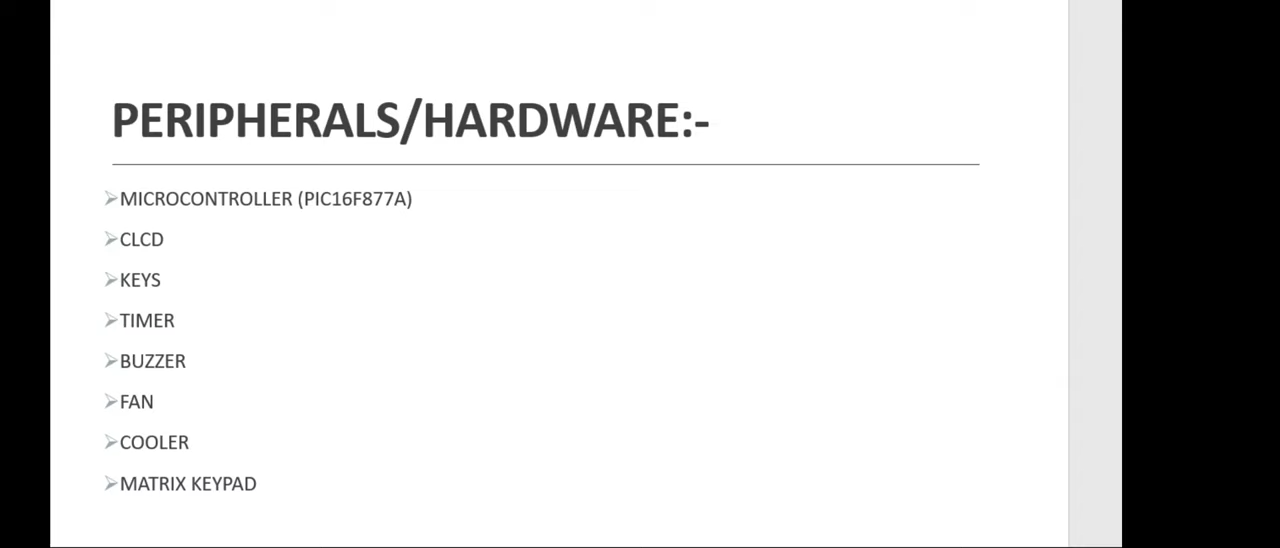 PERIPHERALS/HARDWARE:-
➢MICROCONTROLLER (PIC16F877A)
➢CLCD
➢KEYS
➢TIMER
➢BUZZER
➢FAN
➢COOLER
➢MATRIX KEYPAD